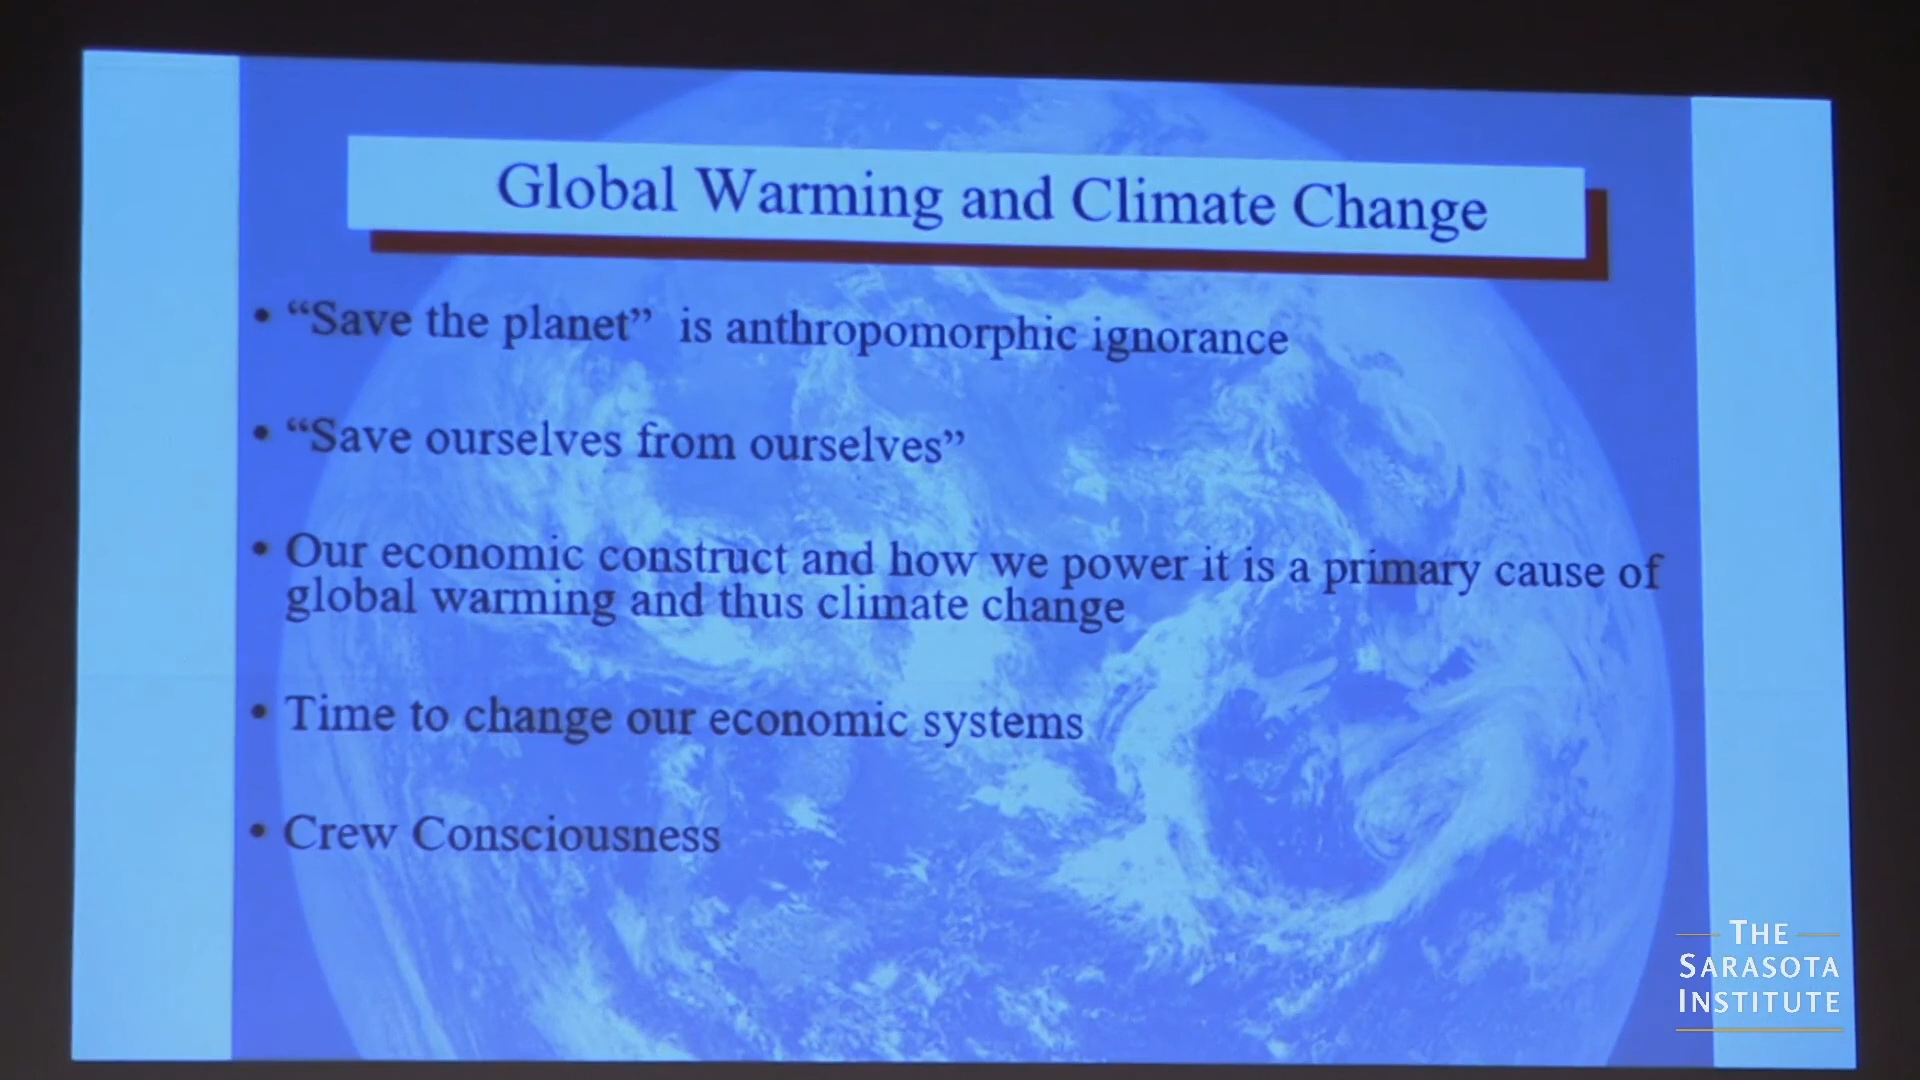 Global Warming and Climate Change
• “Save the planet”  is anthropomorphic ignorance
• “Save ourselves from ourselves”
• Our economic construct and how we power it is a primary cause of
global warming and thus climate change
• Time to change our economic systems
• Crew Consciousness
THE
SARASOTA
INSTITUTE